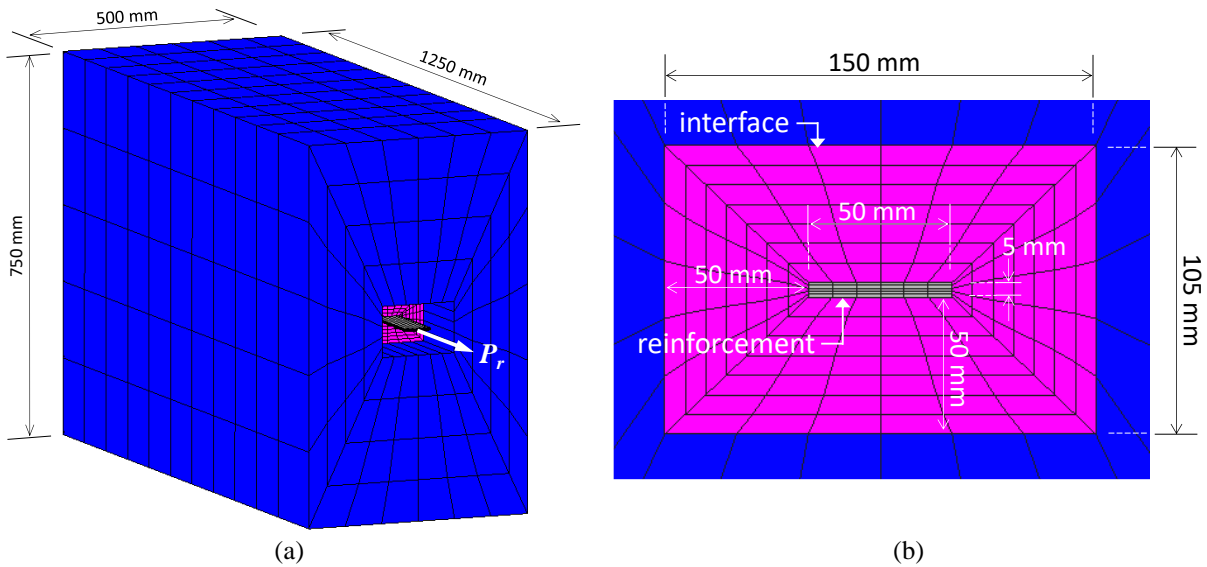 500 mm
1250 mm
750 mm
P_r
(a)
150 mm
interface
50 mm
5 mm
50 mm
105 mm
reinforcement
50 mm
(b)